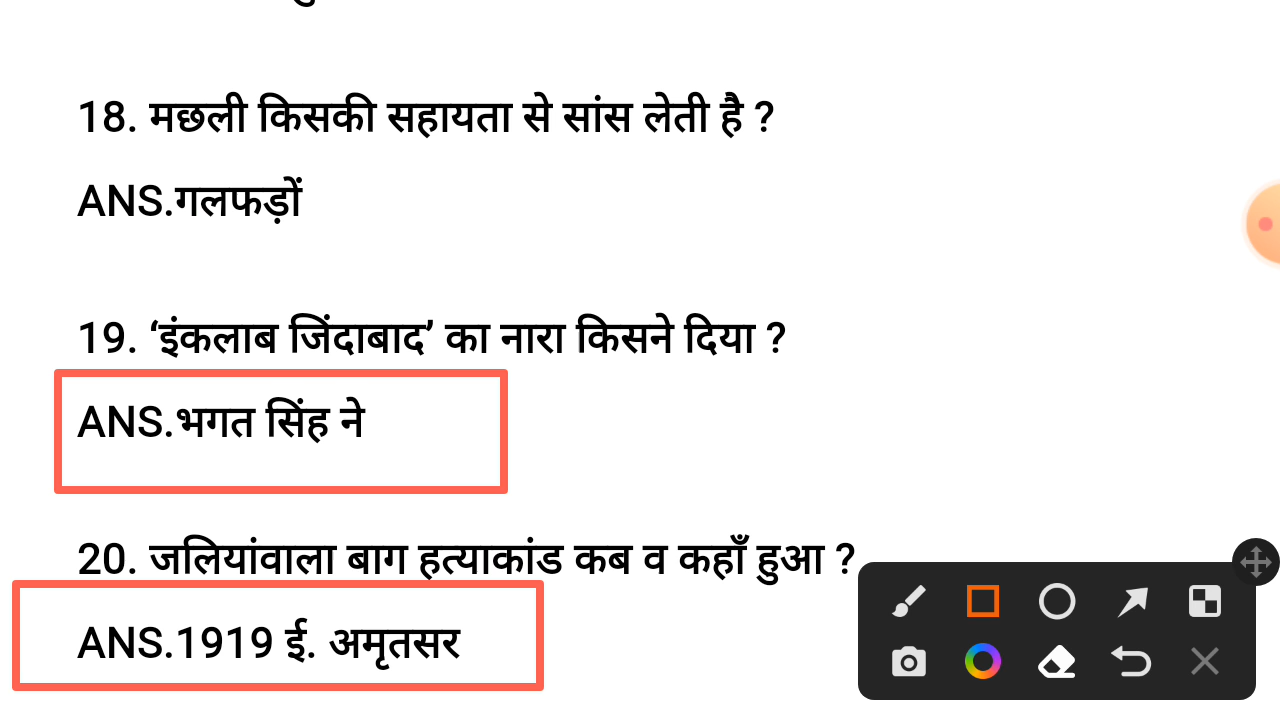 18. मछली किसकी सहायता से सांस लेती है ?
ANS.गलफड़ों
19. ‘इंकलाब जिंदाबाद’ का नारा किसने दिया ?
ANS.भगत सिंह ने
20. जलियांवाला बाग हत्याकांड कब व कहाँ हुआ ?
ANS.1919 ई. अमृतसर